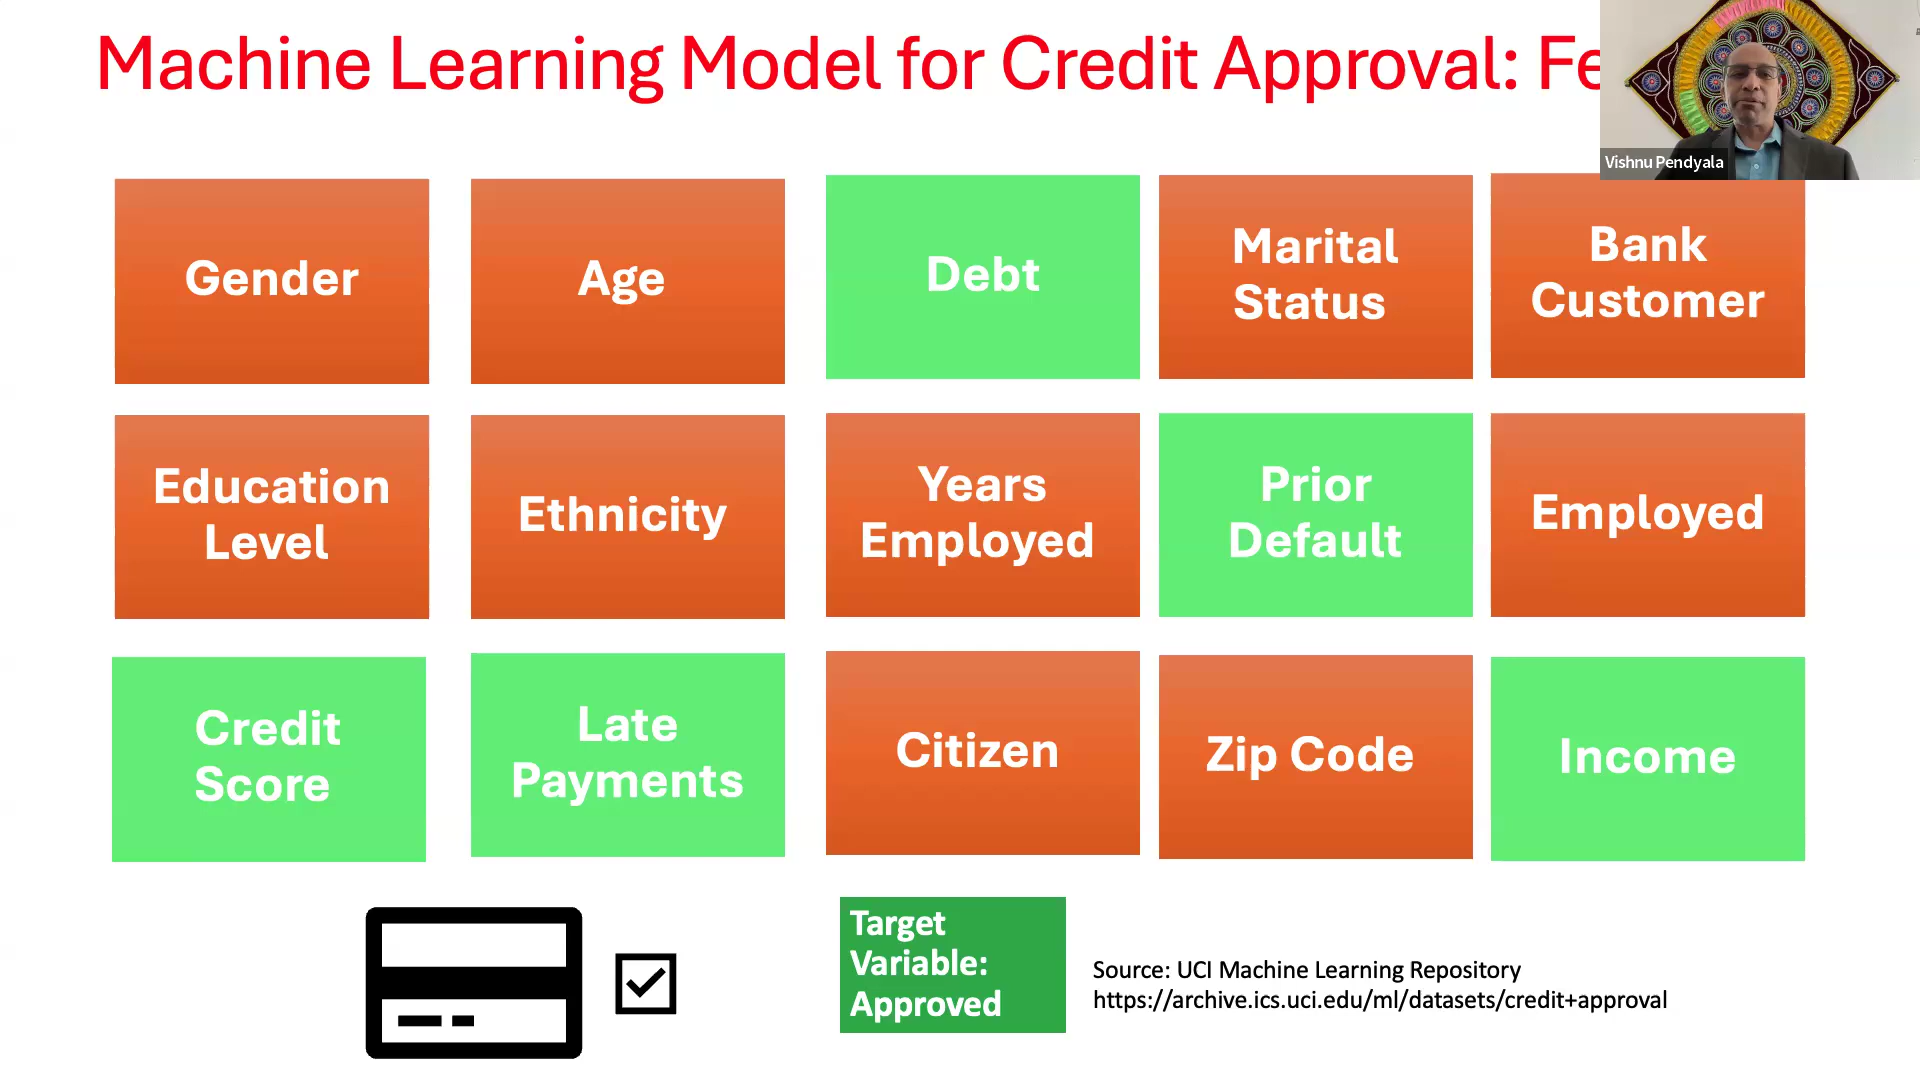 Machine Learning Model for Credit Approval:
Vishnu Pendyala
Gender
Age
Debt
Marital
Status
Bank
Customer
Education
Level
Ethnicity
Years
Employed
Prior
Default
Employed
Credit
Score
Late
Payments
Citizen
Zip Code
Income
Target
Variable:
Approved
Source: UCI Machine Learning Repository
https://archive.ics.uci.edu/ml/datasets/credit+approval